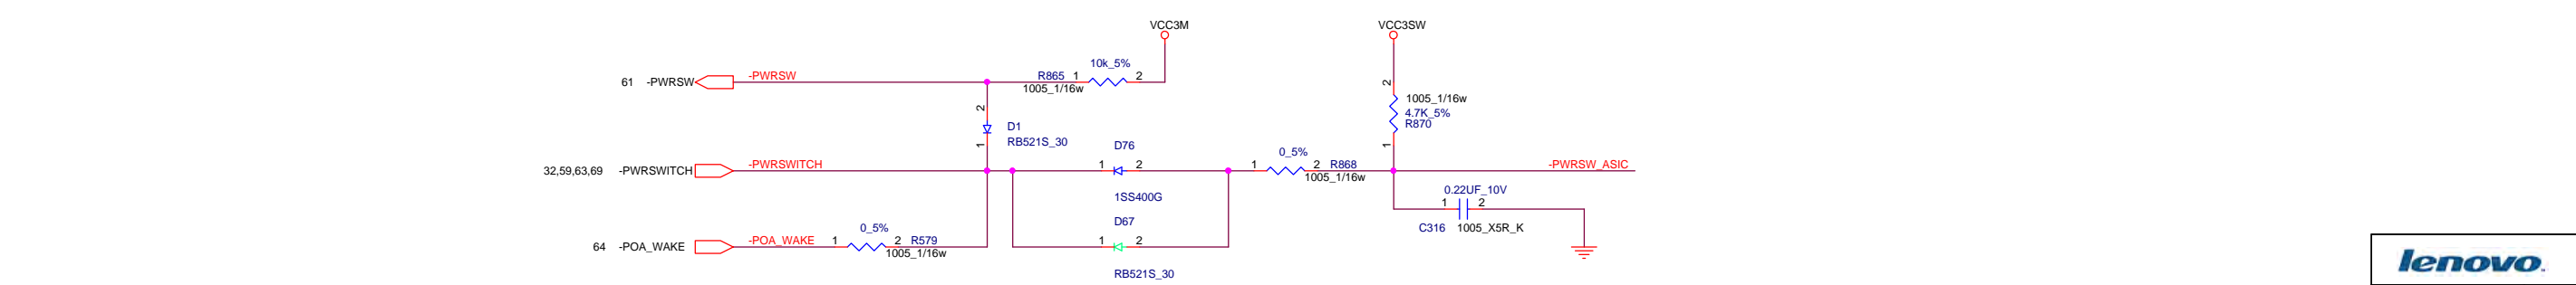 VCC3M
VCC3SW
10k_5%
61 -PWRSW -PWRSW R865 1 2
1005_1/16w
2
2
1005_1/16w
4.7K_5%
R870
D1
RB521S_30
1
1
D76
0_5%
32,59,63,69 -PWRSWITCH -PWRSWITCH 1 2 1 2 R868 -PWRSW_ASIC
1005_1/16w
1SS400G
0.22UF_10V
1 2
C316 1005_X5R_K
D67
0_5%
64 -POA_WAKE -POA_WAKE 1 2 R579 1 2
1005_1/16w
RB521S_30
lenovo